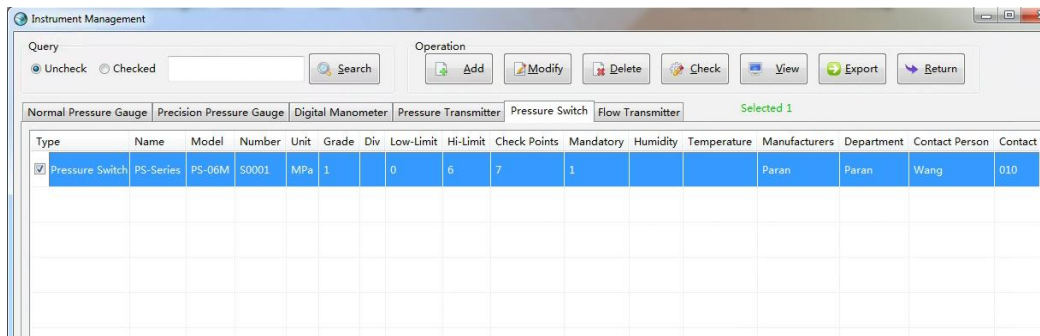 Instrument Management
Query
Operation
Uncheck Checked Search Add Modify Delete Check View Export Return
Normal Pressure Gauge Precision Pressure Gauge Digital Manometer Pressure Transmitter Pressure Switch Flow Transmitter Selected 1
Type Name Model Number Unit Grade Div Low-Limit Hi-Limit Check Points Mandatory Humidity Temperature Manufacturers Department Contact Person Contact
Pressure Switch PS-Series PS-06M S0001 MPa 1 0 6 7 1 Paran Paran Wang 010